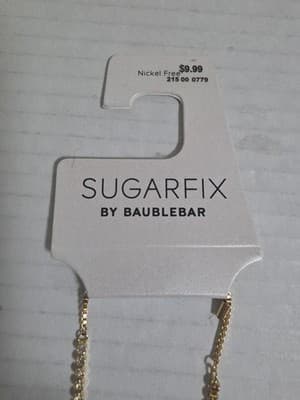 $9.99
Nickel Free
215 00 0779
SUGARFIX
BY BAUBLEBAR